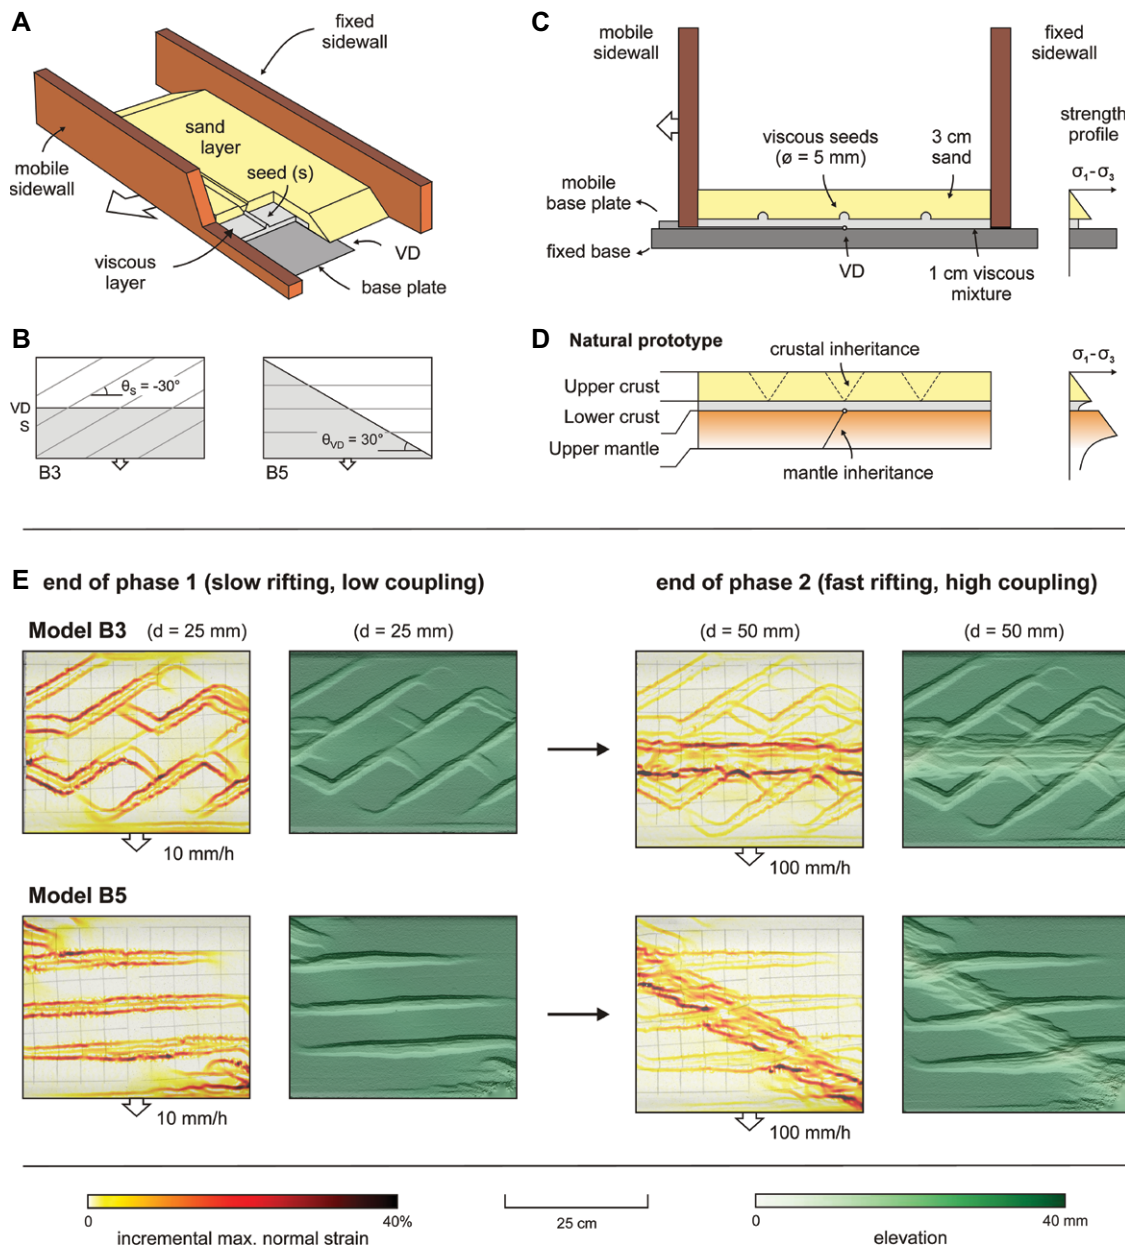 A
fixed
sidewall
sand
layer
seed (s)
mobile
sidewall
viscous
layer
VD
base plate
C
mobile
sidewall
fixed
sidewall
viscous seeds
(ø = 5 mm)
3 cm
sand
strength
profile
σ1-σ3
mobile
base plate
fixed base
VD
1 cm viscous
mixture
B
θS = -30°
VD
S
B3
θVD = 30°
B5
D
Natural prototype
crustal inheritance
σ1-σ3
Upper crust
Lower crust
Upper mantle
mantle inheritance
E
end of phase 1 (slow rifting, low coupling)
end of phase 2 (fast rifting, high coupling)
Model B3 (d = 25 mm)
(d = 25 mm)
(d = 50 mm)
(d = 50 mm)
10 mm/h
100 mm/h
Model B5
10 mm/h
100 mm/h
0
40%
incremental max. normal strain
25 cm
0
40 mm
elevation